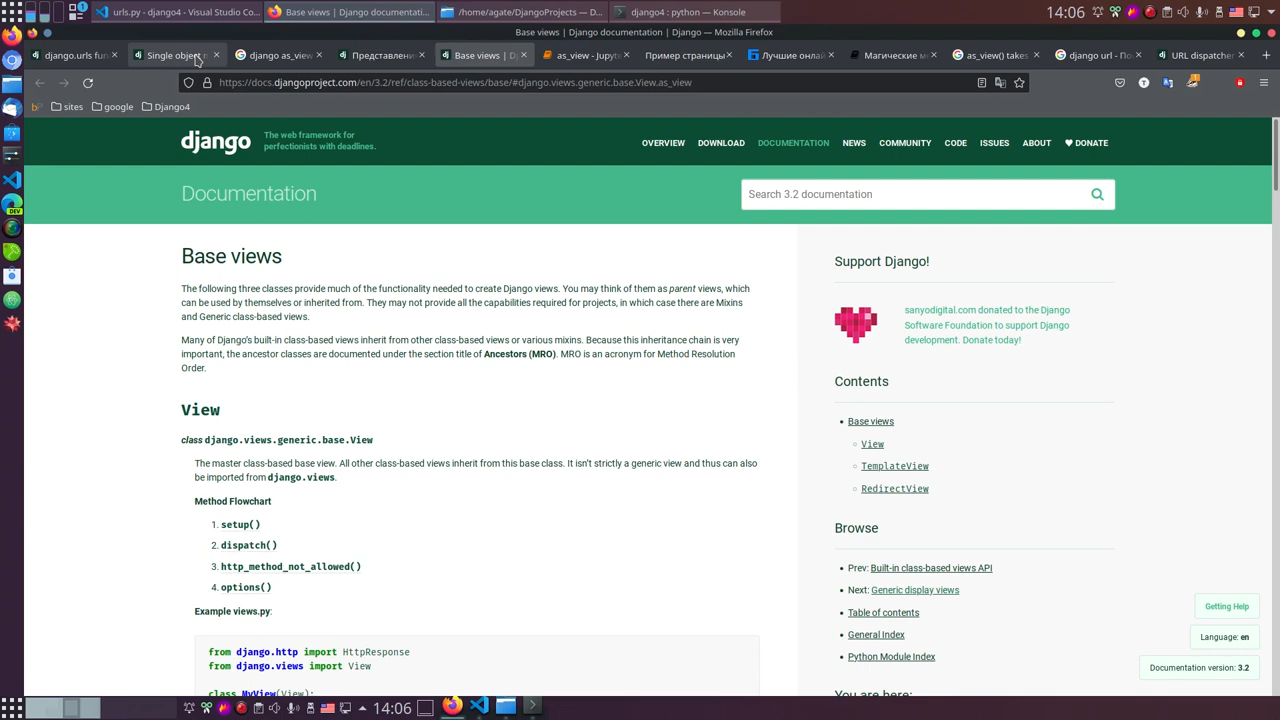 urls.py - django4 - Visual Studio Co...
Base views | Django documentation...
/home/agate/DjangoProjects — D...
django4 : python — Konsole
14:06
Base views | Django documentation | Django — Mozilla Firefox
django.urls fun
Single object m
django as_view
Представлени
Base views | D
as_view - Jupyt
Пример страницы
Лучшие онлай
Магические м
as_view() takes
django url - По
URL dispatcher
https://docs.djangoproject.com/en/3.2/ref/class-based-views/base/#django.views.generic.base.View.as_view
sites
google
Django4
django
The web framework for
perfectionists with deadlines.
OVERVIEW
DOWNLOAD
DOCUMENTATION
NEWS
COMMUNITY
CODE
ISSUES
ABOUT
♥ DONATE
Documentation
Search 3.2 documentation
Base views
The following three classes provide much of the functionality needed to create Django views. You may think of them as parent views, which
can be used by themselves or inherited from. They may not provide all the capabilities required for projects, in which case there are Mixins
and Generic class-based views.
Many of Django's built-in class-based views inherit from other class-based views or various mixins. Because this inheritance chain is very
important, the ancestor classes are documented under the section title of Ancestors (MRO). MRO is an acronym for Method Resolution
Order.
View
class django.views.generic.base.View
The master class-based base view. All other class-based views inherit from this base class. It isn't strictly a generic view and thus can also
be imported from django.views.
Method Flowchart
1. setup()
2. dispatch()
3. http_method_not_allowed()
4. options()
Example views.py:
from django.http import HttpResponse
from django.views import View
class MyView(View):
Support Django!
sanyodigital.com donated to the Django
Software Foundation to support Django
development. Donate today!
Contents
Base views
View
TemplateView
RedirectView
Browse
Prev: Built-in class-based views API
Next: Generic display views
Table of contents
General Index
Python Module Index
You are here:
Getting Help
Language: en
Documentation version: 3.2
DEV
14:06